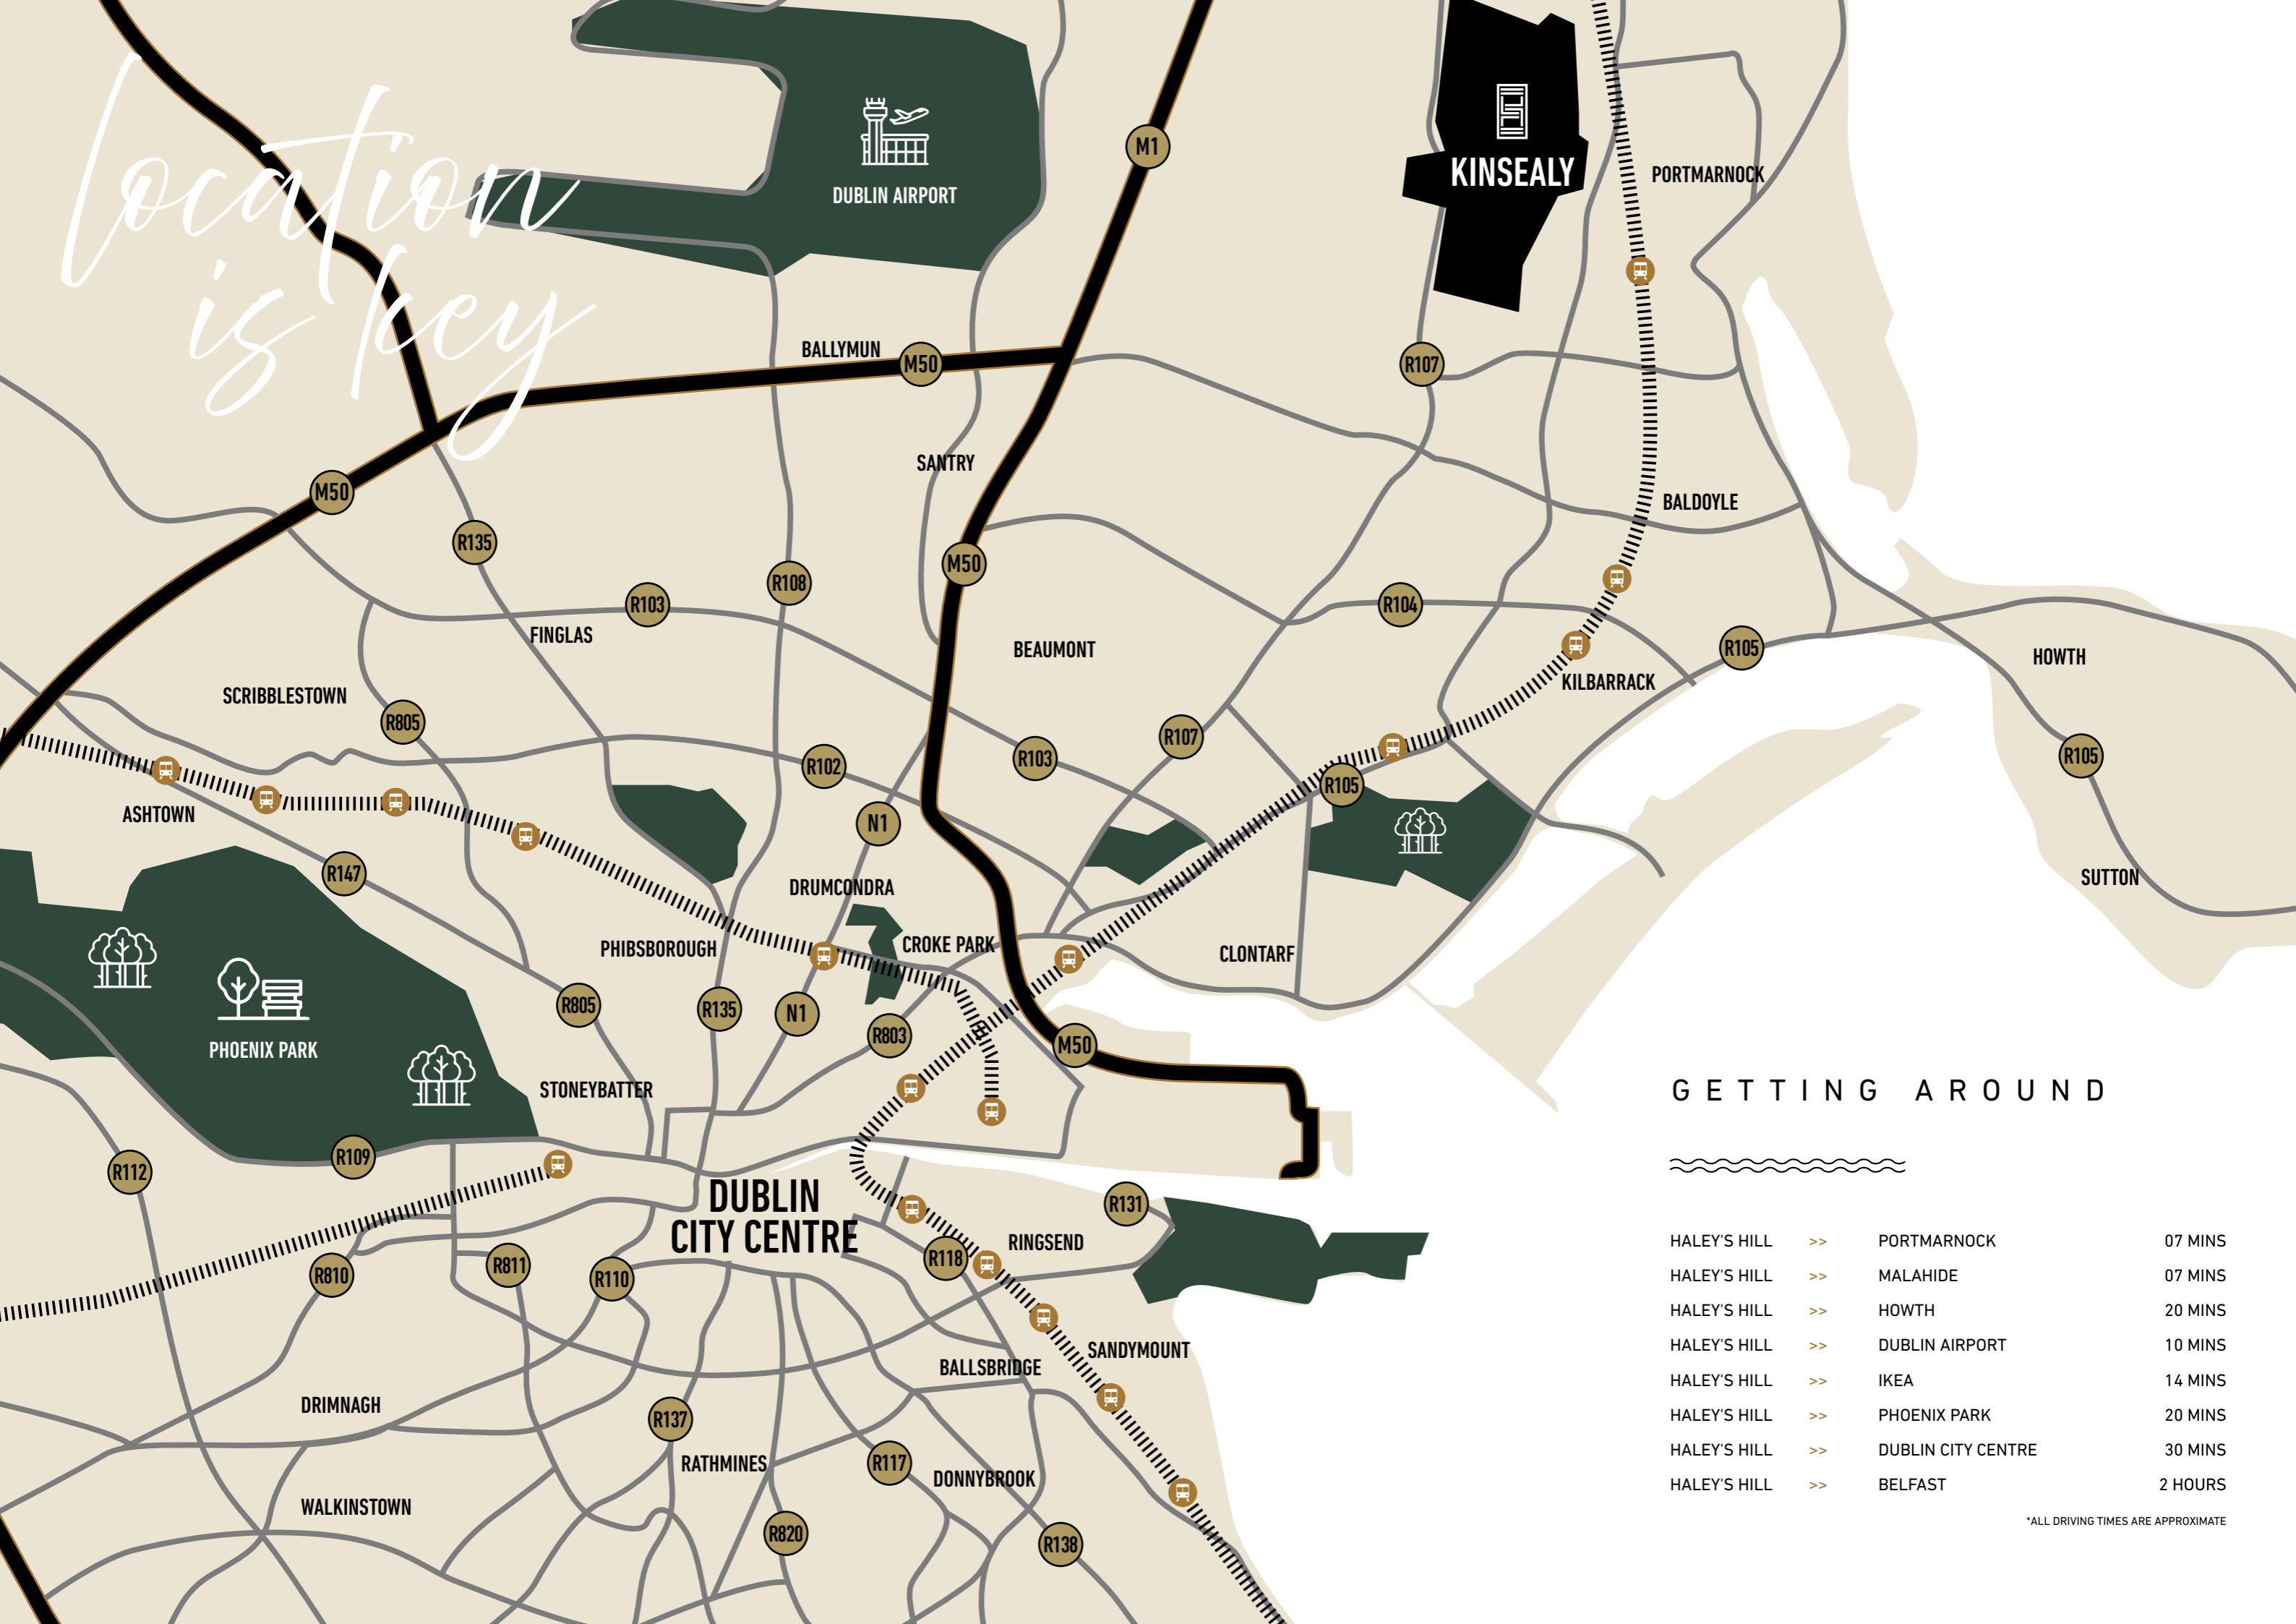 Location
is key
DUBLIN AIRPORT
M1
KINSEALY
PORTMARNOCK
BALLYMUN
M50
R107
SANTRY
M50
BALDOYLE
R135
M50
R108
R103
R104
FINGLAS
BEAUMONT
R105
HOWTH
SCRIBBLESTOWN
KILBARRACK
R805
R107
R102
R103
R105
R105
ASHTOWN
N1
R147
DRUMCONDRA
SUTTON
PHIBSBOROUGH
CROKE PARK
CLONTARF
R805
R135
N1
R803
M50
PHOENIX PARK
STONEYBATTER
R109
R112
DUBLIN
CITY CENTRE
R131
RINGSEND
R118
R811
R810
R110
SANDYMOUNT
BALLSBRIDGE
DRIMNAGH
R137
RATHMINES
R117
DONNYBROOK
WALKINSTOWN
R820
R138
GETTING AROUND
HALEY'S HILL >> PORTMARNOCK 07 MINS
HALEY'S HILL >> MALAHIDE 07 MINS
HALEY'S HILL >> HOWTH 20 MINS
HALEY'S HILL >> DUBLIN AIRPORT 10 MINS
HALEY'S HILL >> IKEA 14 MINS
HALEY'S HILL >> PHOENIX PARK 20 MINS
HALEY'S HILL >> DUBLIN CITY CENTRE 30 MINS
HALEY'S HILL >> BELFAST 2 HOURS
*ALL DRIVING TIMES ARE APPROXIMATE